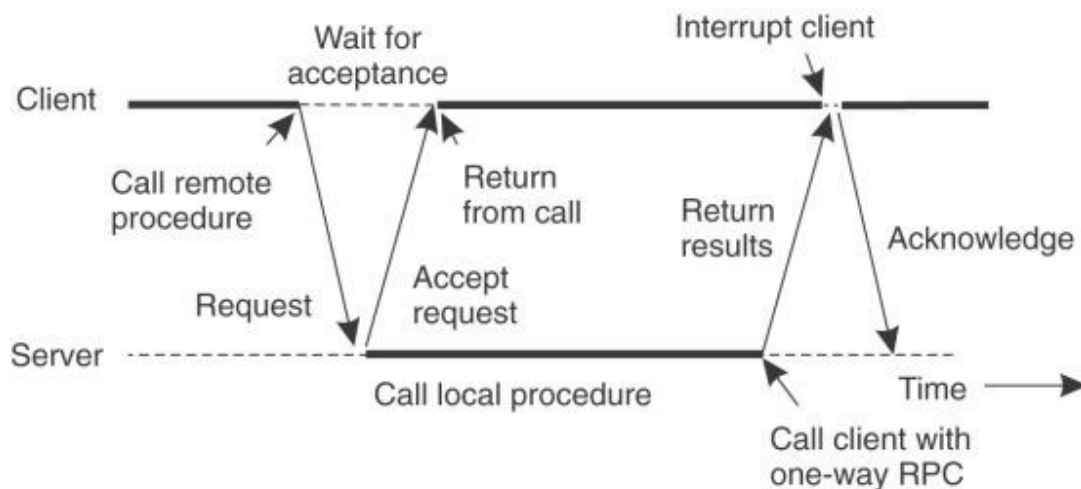 Interrupt client
Wait for
acceptance
Client
Call remote
procedure
Return
from call
Return
results
Acknowledge
Request
Accept
request
Server
Call local procedure
Time
Call client with
one-way RPC